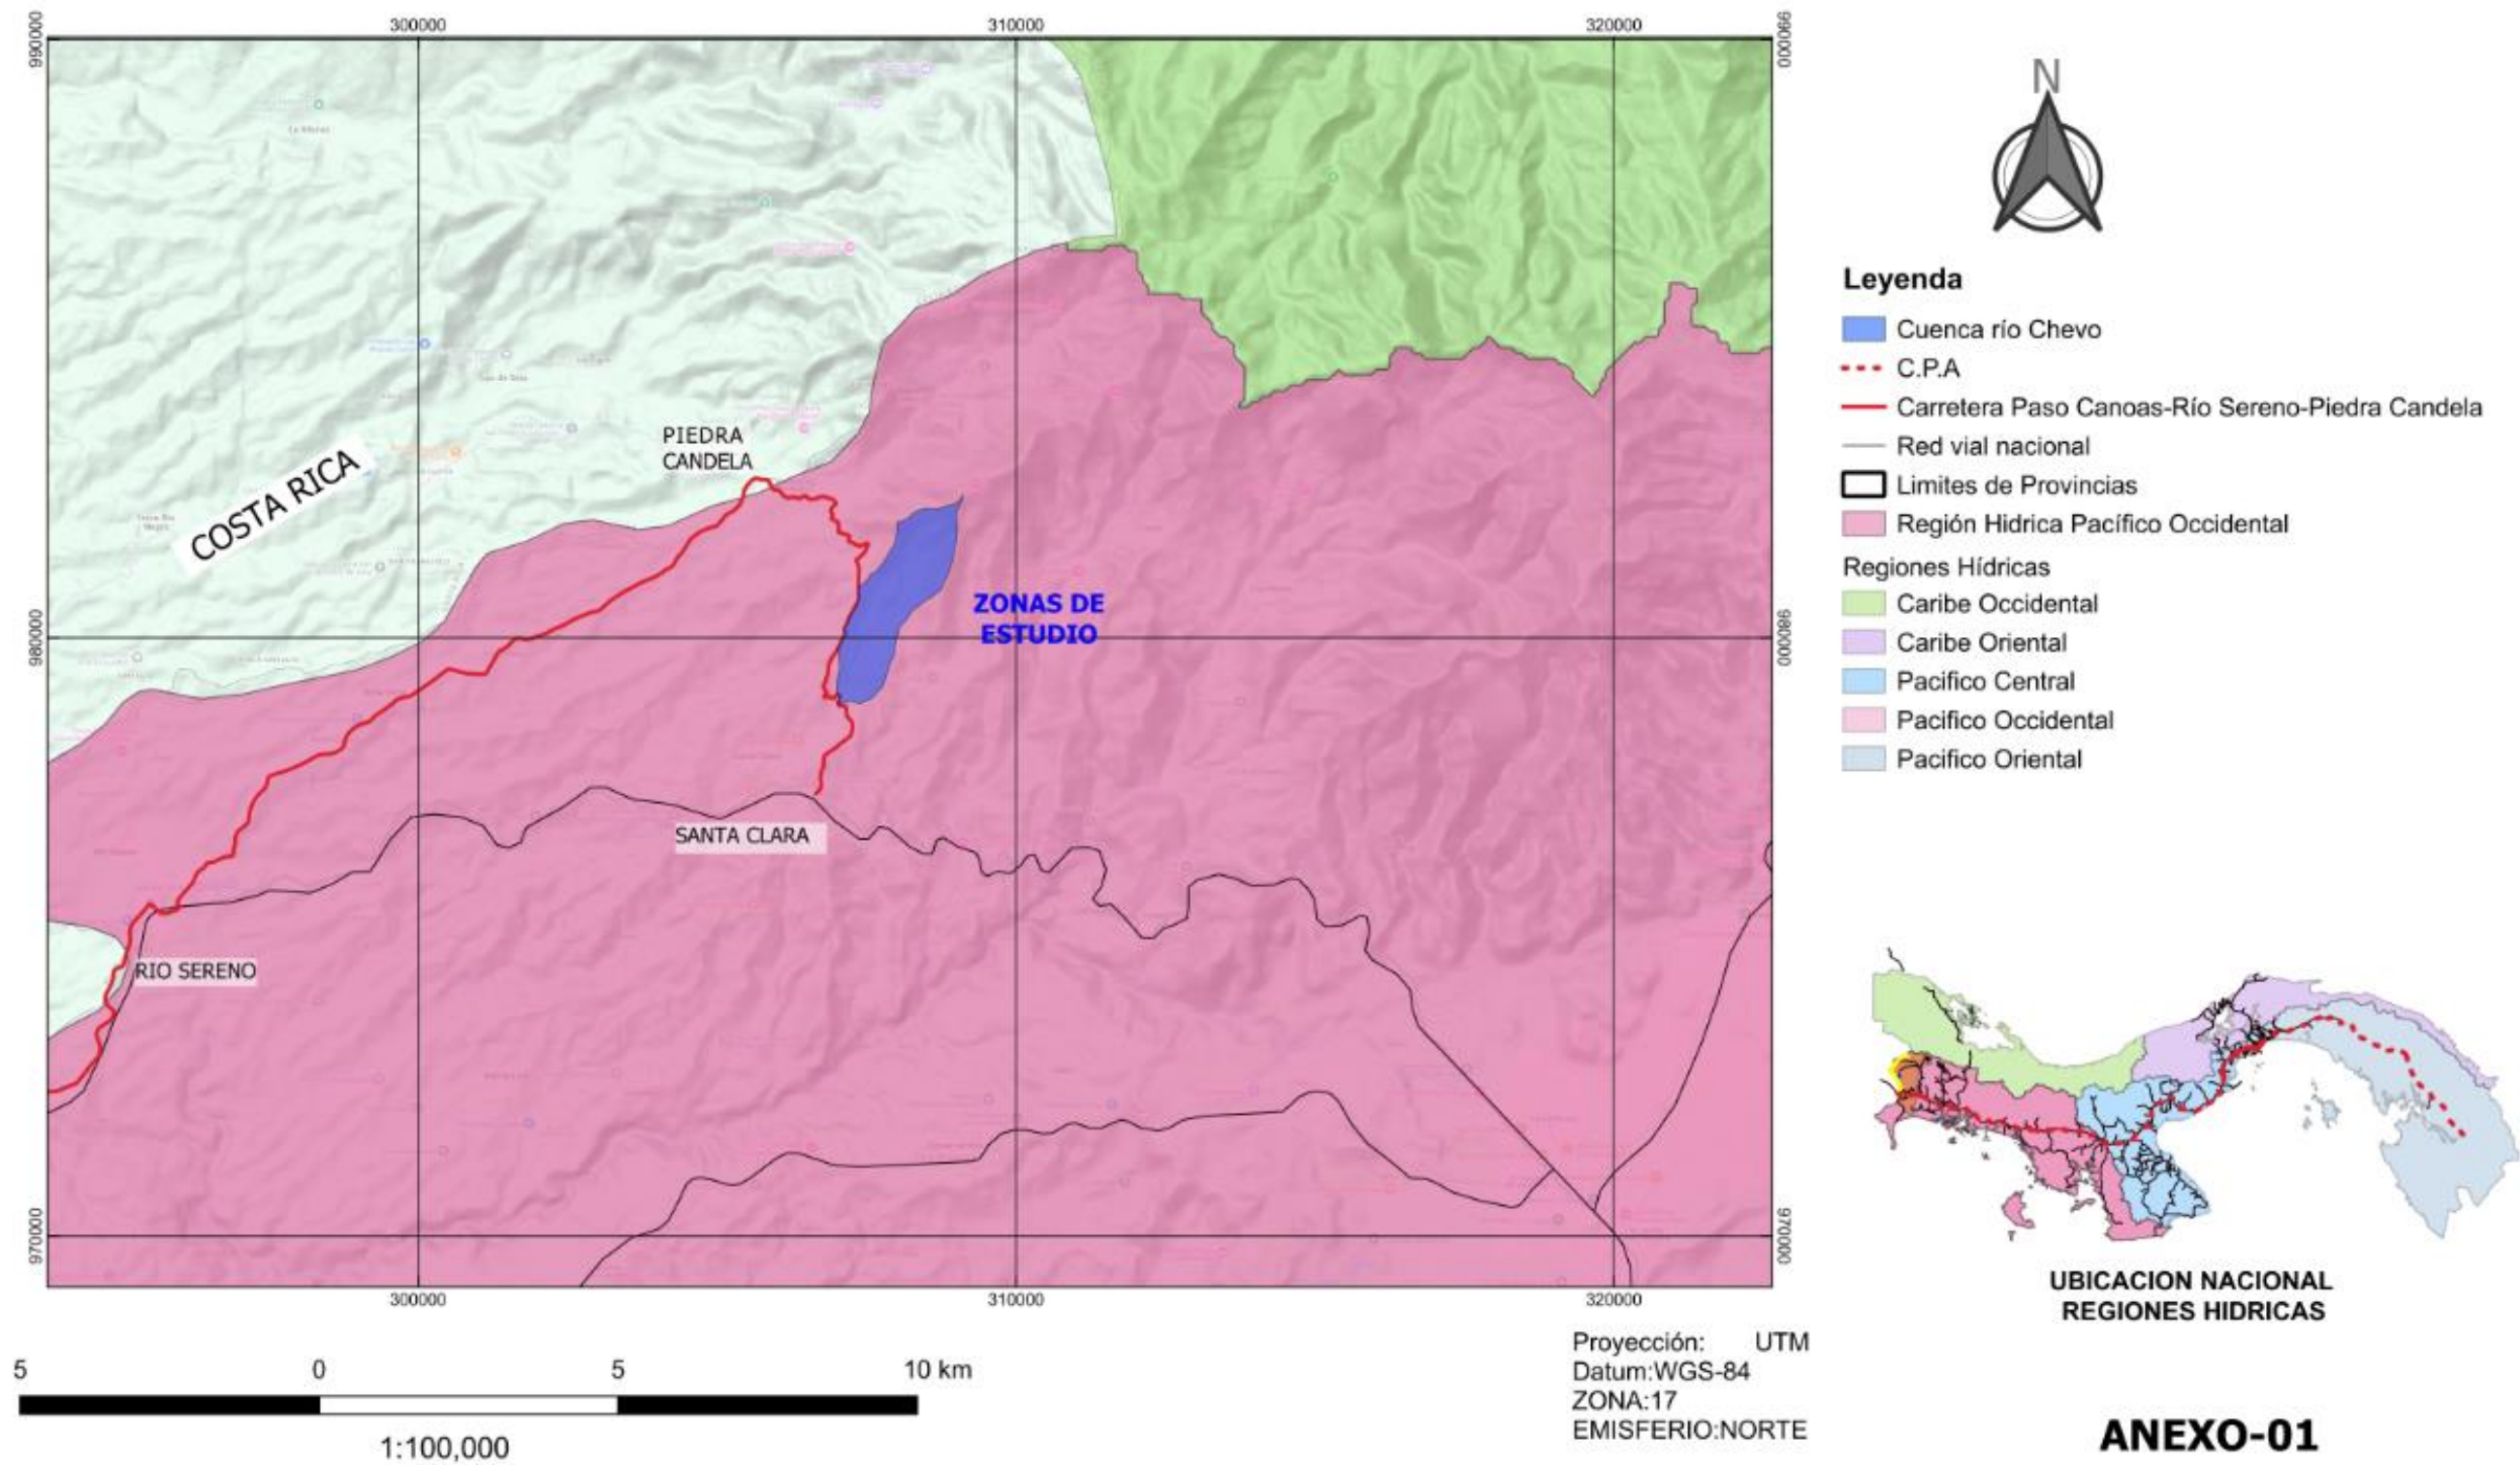 300000
310000
320000
990000
990000
N
Leyenda
Cuenca río Chevo
C.P.A
Carretera Paso Canoas-Río Sereno-Piedra Candela
Red vial nacional
Limites de Provincias
Región Hidrica Pacífico Occidental
Regiones Hídricas
Caribe Occidental
Caribe Oriental
Pacifico Central
Pacifico Occidental
Pacifico Oriental
PIEDRA
CANDELA
COSTA RICA
ZONAS DE
ESTUDIO
980000
980000
SANTA CLARA
RIO SERENO
970000
970000
300000
310000
320000
UBICACION NACIONAL
REGIONES HIDRICAS
Proyección: UTM
Datum:WGS-84
ZONA:17
EMISFERIO:NORTE
5 0 5 10 km
1:100,000
ANEXO-01